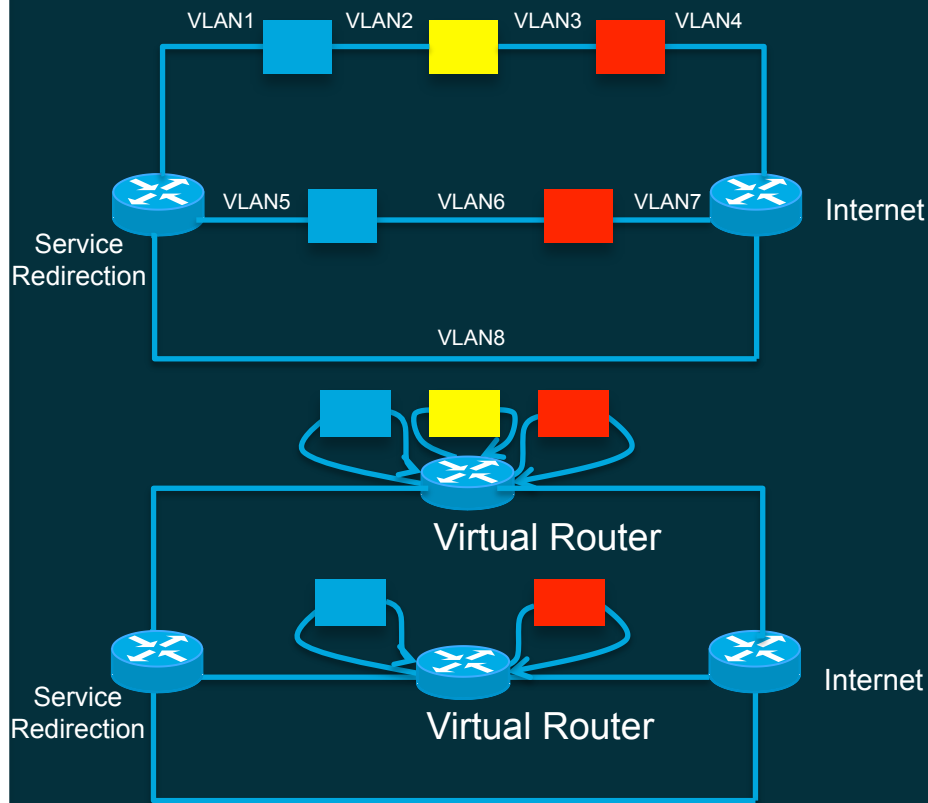 VLAN1
VLAN2
VLAN3
VLAN4
VLAN5
VLAN6
VLAN7
Internet
Service
Redirection
VLAN8
Virtual Router
Internet
Service
Redirection
Virtual Router